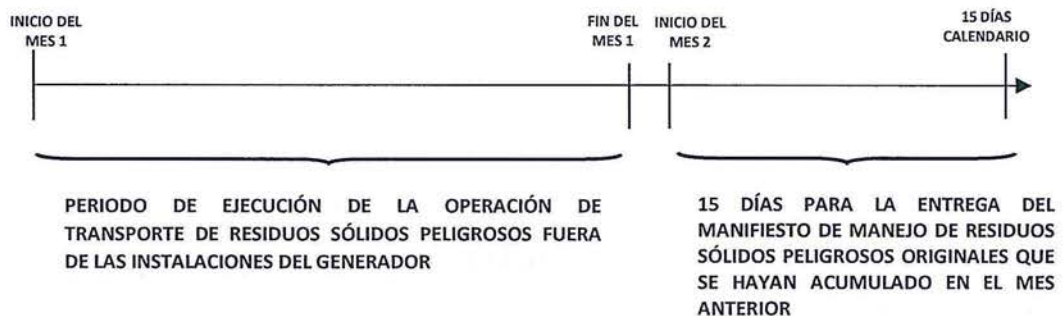 INICIO DEL
MES 1
FIN DEL
MES 1
INICIO DEL
MES 2
15 DÍAS
CALENDARIO
PERIODO DE EJECUCIÓN DE LA OPERACIÓN DE
TRANSPORTE DE RESIDUOS SÓLIDOS PELIGROSOS FUERA
DE LAS INSTALACIONES DEL GENERADOR
15 DÍAS PARA LA ENTREGA DEL
MANIFIESTO DE MANEJO DE RESIDUOS
SÓLIDOS PELIGROSOS ORIGINALES QUE
SE HAYAN ACUMULADO EN EL MES
ANTERIOR